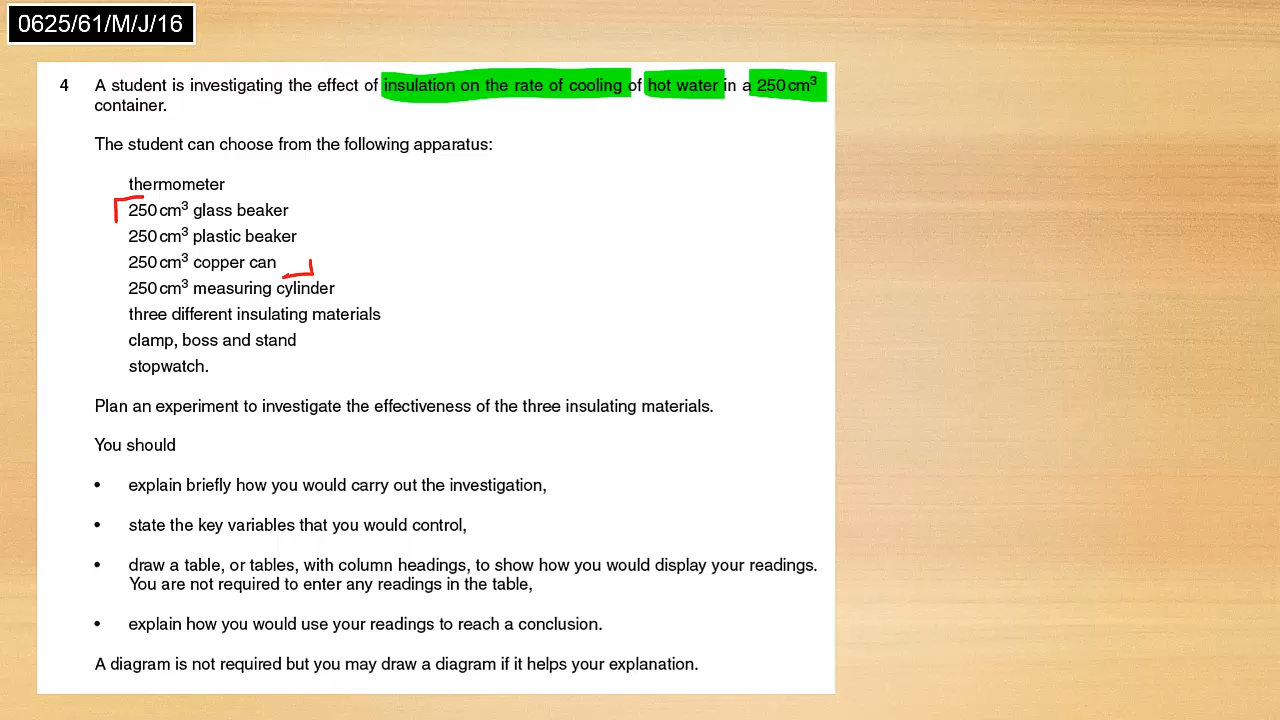 0625/61/M/J/16
4 A student is investigating the effect of insulation on the rate of cooling of hot water in a 250 cm³
container.
The student can choose from the following apparatus:
thermometer
250 cm³ glass beaker
250 cm³ plastic beaker
250 cm³ copper can
250 cm³ measuring cylinder
three different insulating materials
clamp, boss and stand
stopwatch.
Plan an experiment to investigate the effectiveness of the three insulating materials.
You should
• explain briefly how you would carry out the investigation,
• state the key variables that you would control,
• draw a table, or tables, with column headings, to show how you would display your readings.
You are not required to enter any readings in the table,
• explain how you would use your readings to reach a conclusion.
A diagram is not required but you may draw a diagram if it helps your explanation.